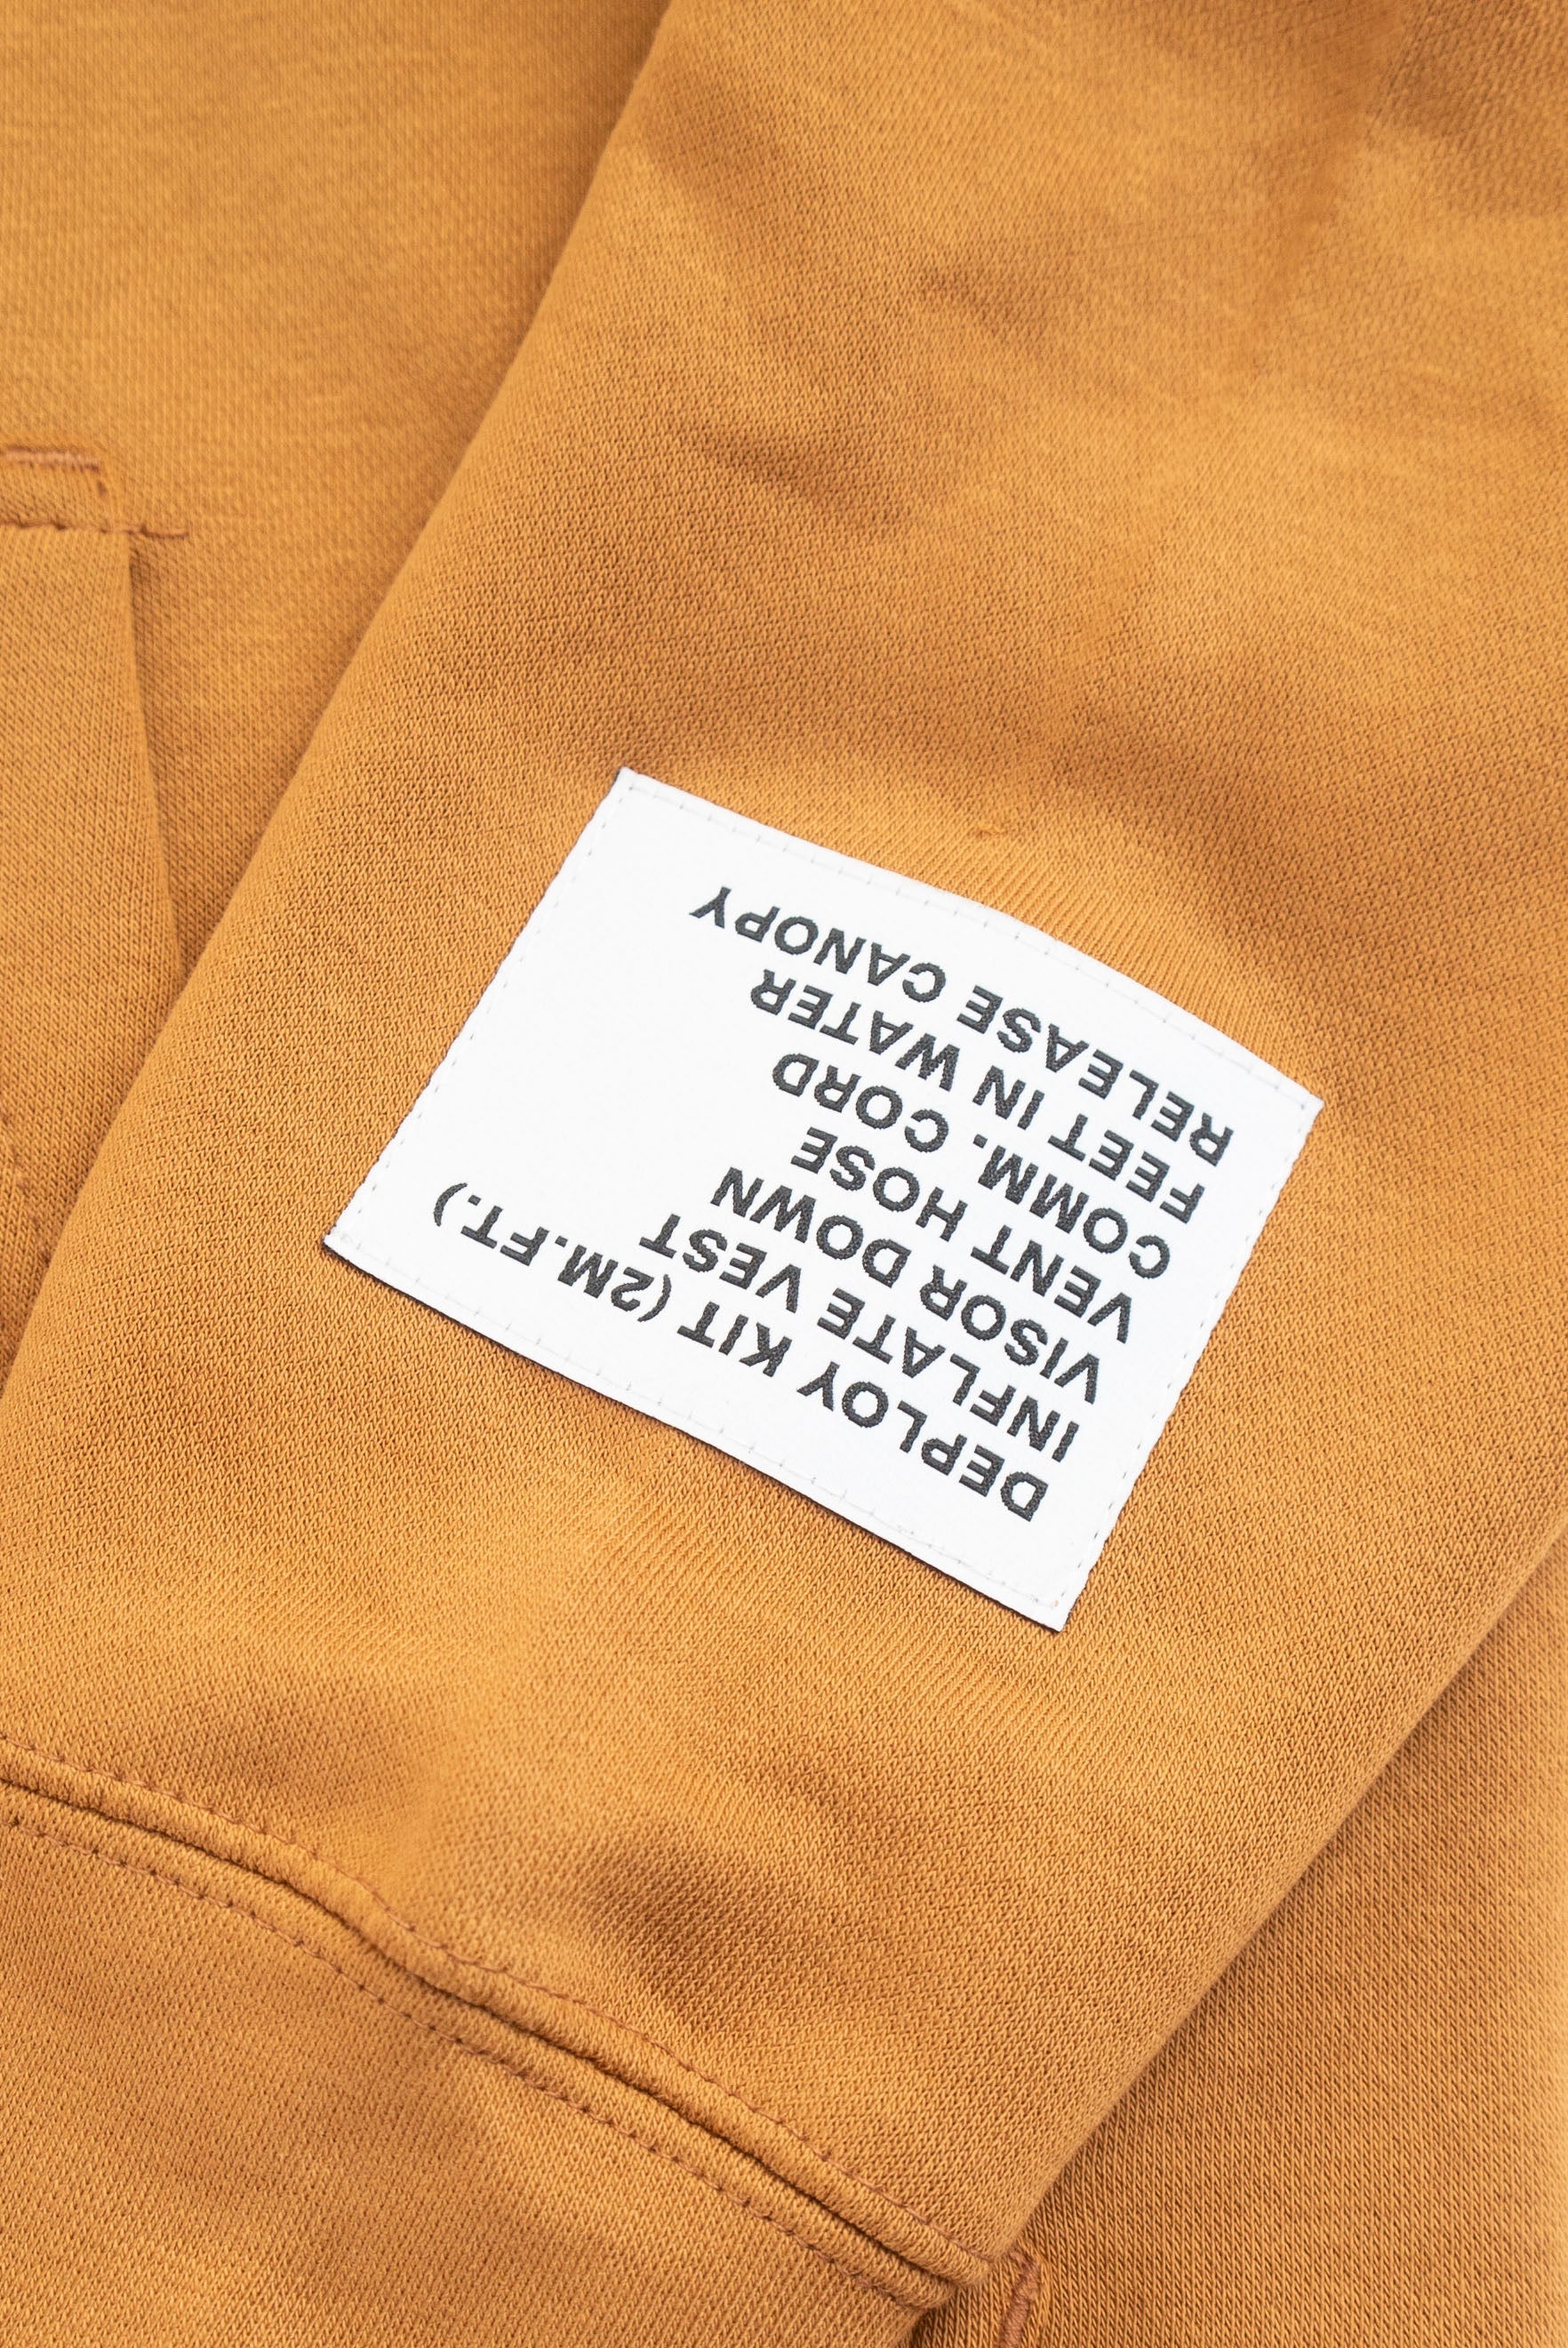 DEPLOY KIT (2M.FT.)
INFLATE VEST
VISOR DOWN
VENT HOSE
COMM. CORD
FEET IN WATER
RELEASE CANOPY